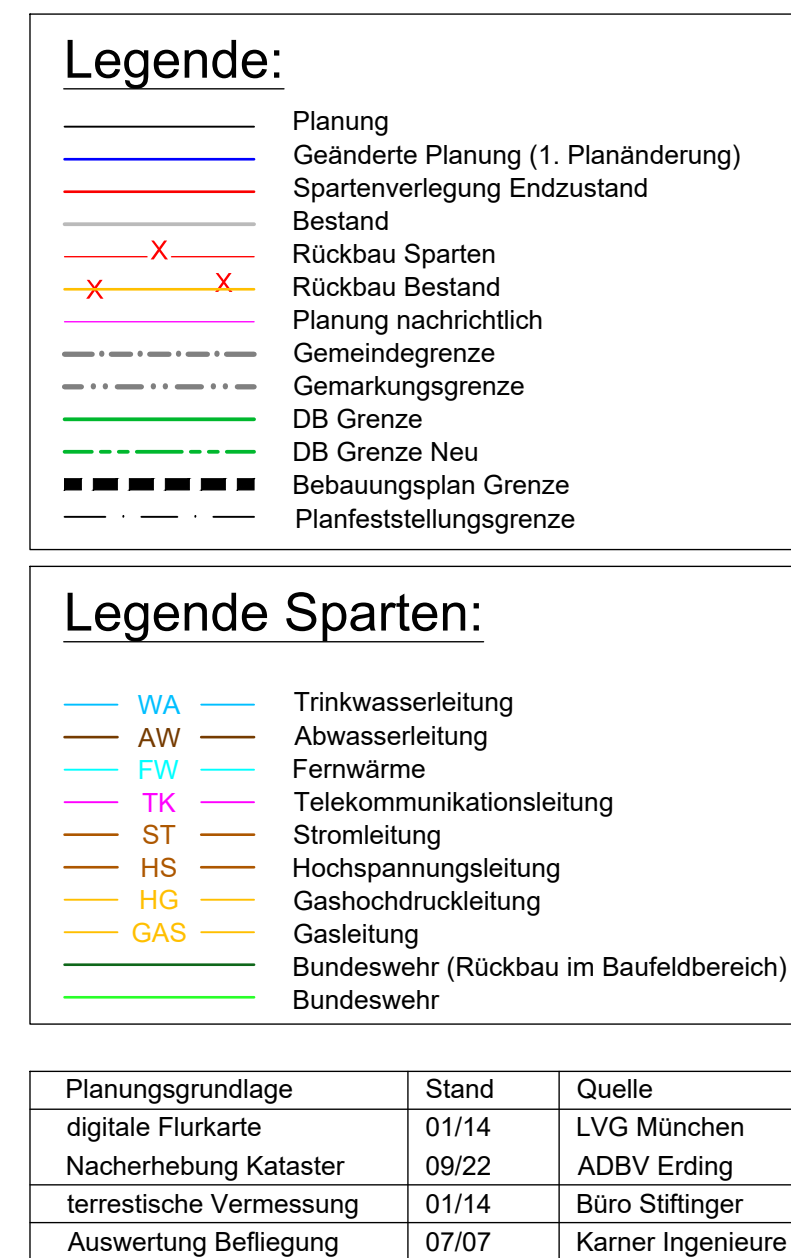 Legende:
Planung
Geänderte Planung (1. Planänderung)
Spartenverlegung Endzustand
Bestand
X Rückbau Sparten
X X Rückbau Bestand
Planung nachrichtlich
Gemeindegrenze
Gemarkungsgrenze
DB Grenze
DB Grenze Neu
Bebauungsplan Grenze
Planfeststellungsgrenze
Legende Sparten:
WA Trinkwasserleitung
AW Abwasserleitung
FW Fernwärme
TK Telekommunikationsleitung
ST Stromleitung
HS Hochspannungsleitung
HG Gashochdruckleitung
GAS Gasleitung
Bundeswehr (Rückbau im Baufeldbereich)
Bundeswehr
Planungsgrundlage Stand Quelle
digitale Flurkarte 01/14 LVG München
Nacherhebung Kataster 09/22 ADBV Erding
terrestische Vermessung 01/14 Büro Stiftinger
Auswertung Befliegung 07/07 Karner Ingenieure